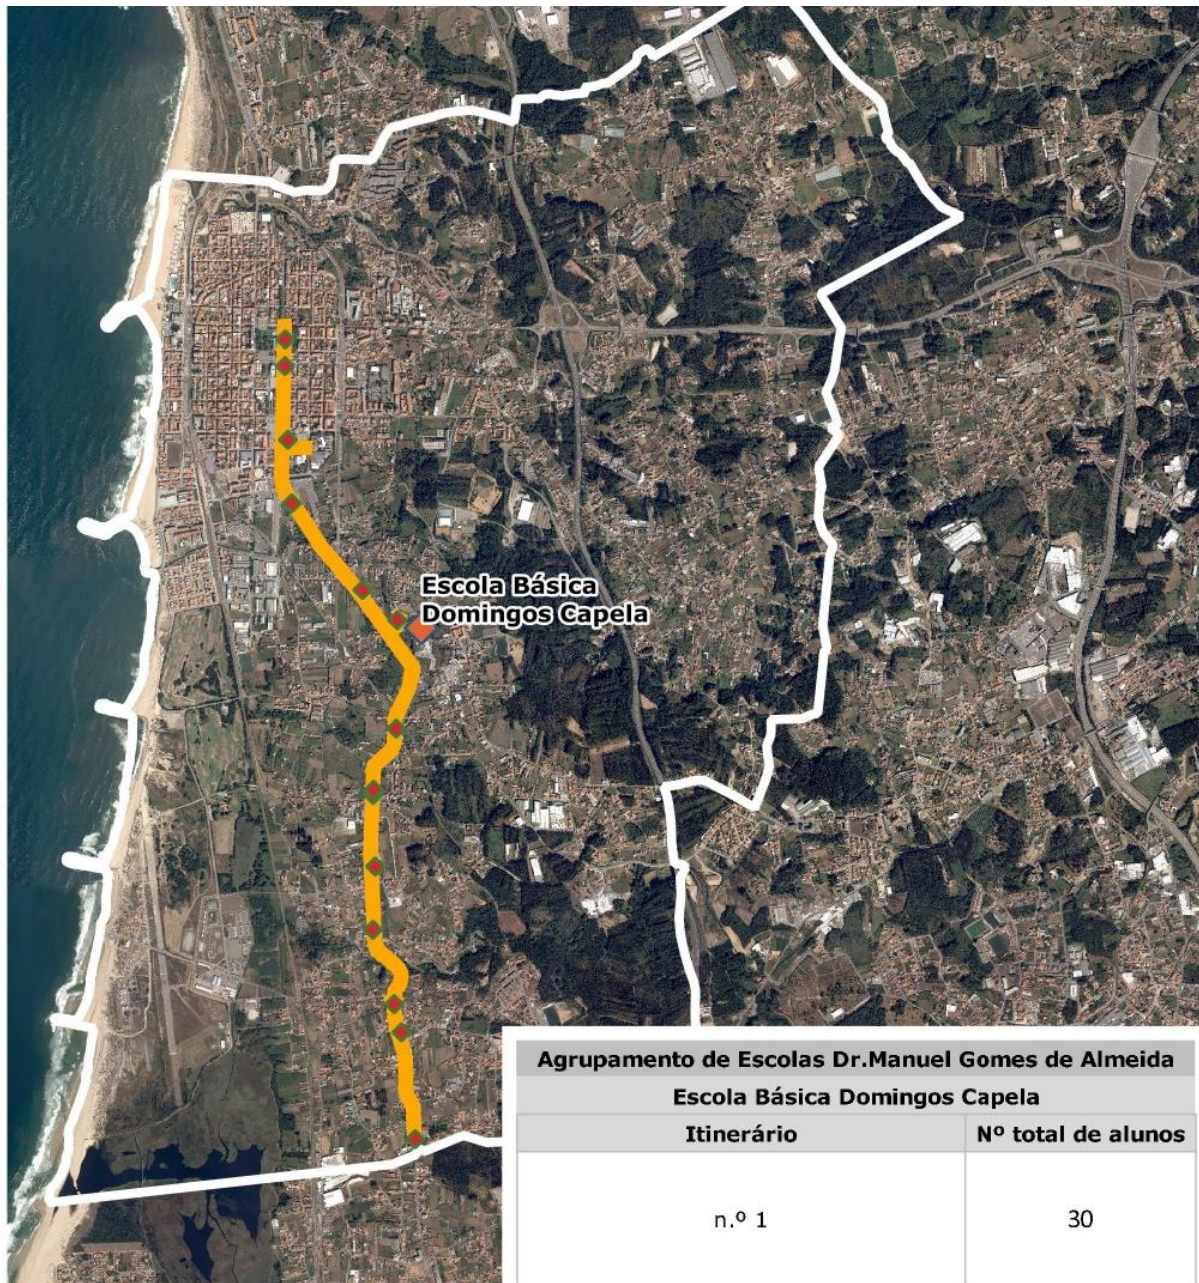 Escola Básica
Domingos Capela
Agrupamento de Escolas Dr.Manuel Gomes de Almeida
Escola Básica Domingos Capela
Itinerário Nº total de alunos
n.º 1 30